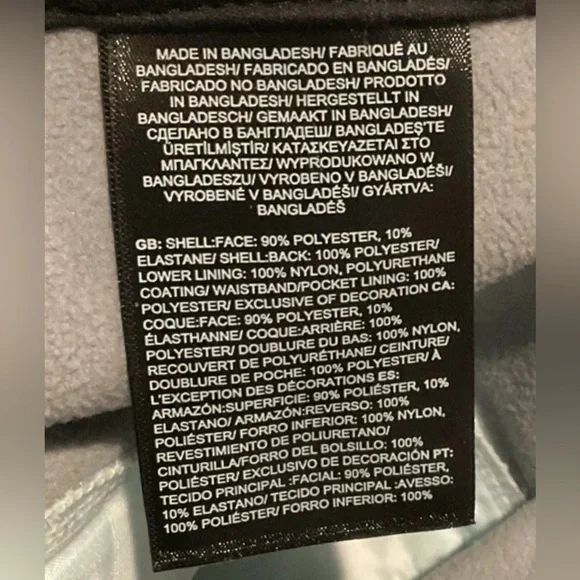 MADE IN BANGLADESH/ FABRIQUÉ AU
BANGLADESH/ FABRICADO EN BANGLADÉS/
FABRICADO NO BANGLADESH/ PRODOTTO
IN BANGLADESH/ HERGESTELLT IN
BANGLADESCH/ GEMAAKT IN BANGLADESH/
СДЕЛАНО В БАНГЛАДЕШ/ BANGLADEŞ'TE
ÜRETİLMİŞTİR/ ΚΑΤΑΣΚΕΥΑΖΕΤΑΙ ΣΤΟ
ΜΠΑΓΚΛΑΝΤΕΣ/ WYPRODUKOWANO W
BANGLADESZU/ VYROBENO V BANGLADÉŠI/
VYROBENÉ V BANGLADÉŠI/ GYÁRTVA:
BANGLADÉŠ
GB: SHELL:FACE: 90% POLYESTER, 10%
ELASTANE/ SHELL:BACK: 100% POLYESTER/
LOWER LINING: 100% NYLON, POLYURETHANE
COATING/ WAISTBAND/POCKET LINING: 100%
POLYESTER/ EXCLUSIVE OF DECORATION CA:
COQUE:FACE: 90% POLYESTER, 10%
ÉLASTHANNE/ COQUE:ARRIÈRE: 100%
POLYESTER/ DOUBLURE DU BAS: 100% NYLON,
RECOUVERT DE POLYURÉTHANE/ CEINTURE/
DOUBLURE DE POCHE: 100% POLYESTER/ À
L'EXCEPTION DES DÉCORATIONS ES:
ARMAZÓN:SUPERFICIE: 90% POLIÉSTER, 10%
ELASTANO/ ARMAZÓN:REVERSO: 100%
POLIÉSTER/ FORRO INFERIOR: 100% NYLON,
REVESTIMIENTO DE POLIURETANO/
CINTURILLA/FORRO DEL BOLSILLO: 100%
POLIÉSTER/ EXCLUSIVO DE DECORACIÓN PT:
TECIDO PRINCIPAL :FACIAL: 90% POLIÉSTER,
10% ELASTANO/ TECIDO PRINCIPAL :AVESSO:
100% POLIÉSTER/ FORRO INFERIOR: 100%